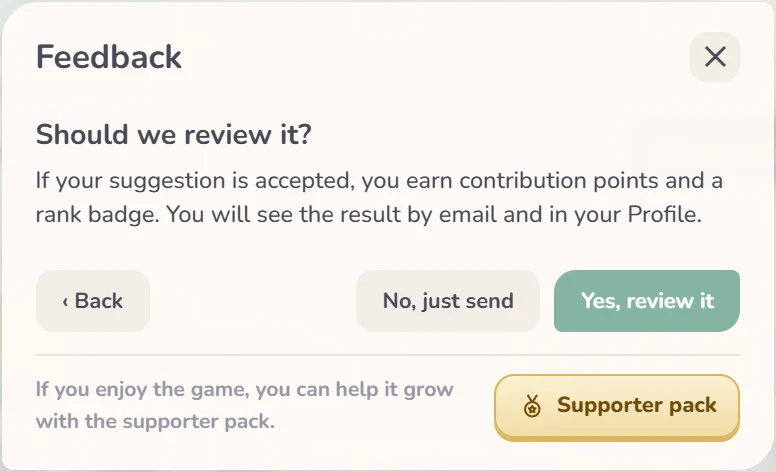 Feedback
Should we review it?
If your suggestion is accepted, you earn contribution points and a
rank badge. You will see the result by email and in your Profile.
‹ Back
No, just send
Yes, review it
If you enjoy the game, you can help it grow
with the supporter pack.
Supporter pack